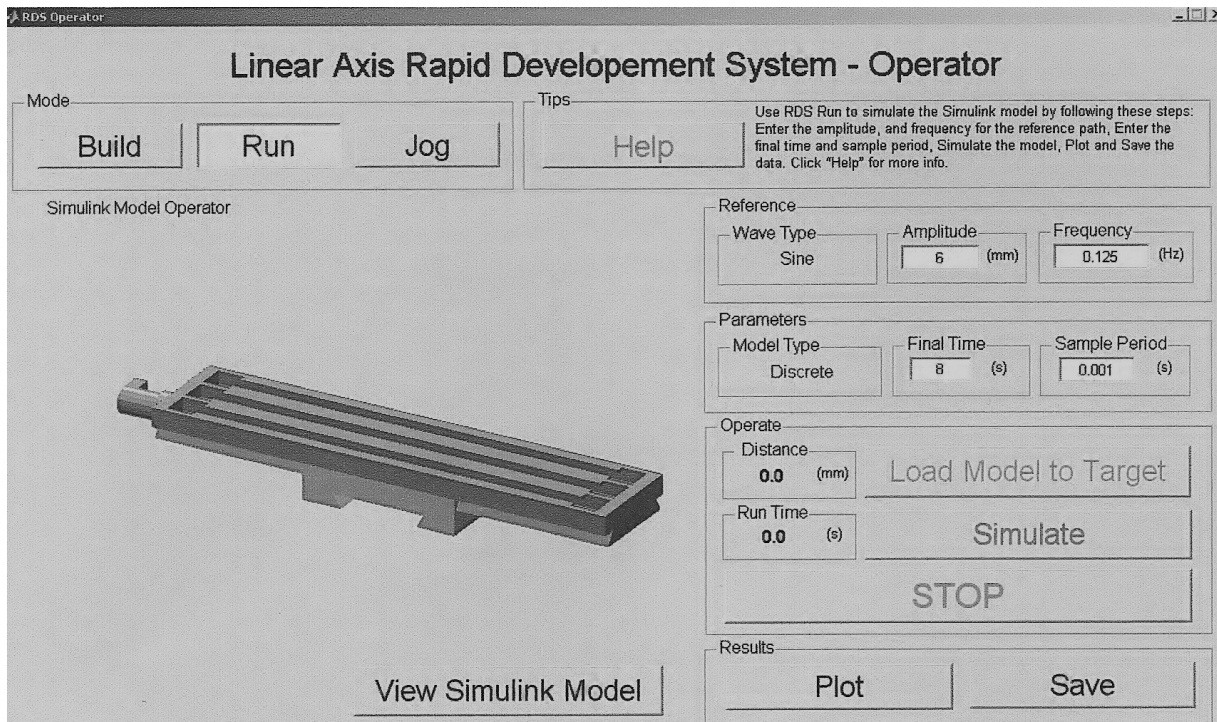 RDS Operator
Linear Axis Rapid Developement System - Operator
Mode
Build
Run
Jog
Tips
Help
Use RDS Run to simulate the Simulink model by following these steps:
Enter the amplitude, and frequency for the reference path, Enter the
final time and sample period, Simulate the model, Plot and Save the
data. Click "Help" for more info.
Simulink Model Operator
Reference
Wave Type
Sine
Amplitude
6 (mm)
Frequency
0.125 (Hz)
Parameters
Model Type
Discrete
Final Time
8 (s)
Sample Period
0.001 (s)
Operate
Distance
0.0 (mm)
Load Model to Target
Run Time
0.0 (s)
Simulate
STOP
Results
Plot
Save
View Simulink Model